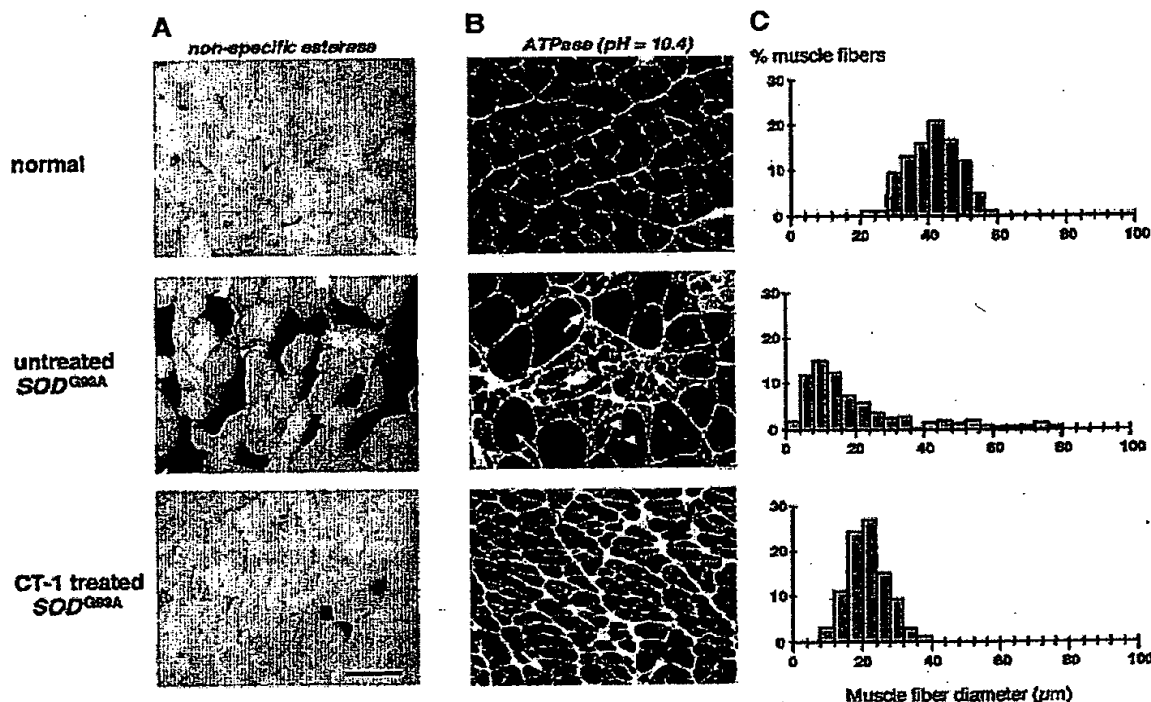 A
non-specific esterase
B
ATPase (pH = 10.4)
C
% muscle fibers
normal
30
20
10
0
0 20 40 60 80 100
untreated
SOD^G93A
30
20
10
0
0 20 40 60 80 100
CT-1 treated
SOD^G93A
30
20
10
0
0 20 40 60 80 100
Muscle fiber diameter (µm)